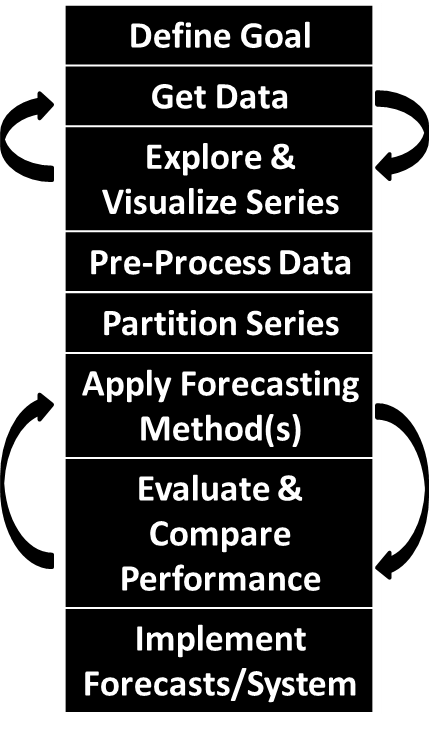 Define Goal
Get Data
Explore &
Visualize Series
Pre-Process Data
Partition Series
Apply Forecasting
Method(s)
Evaluate &
Compare
Performance
Implement
Forecasts/System